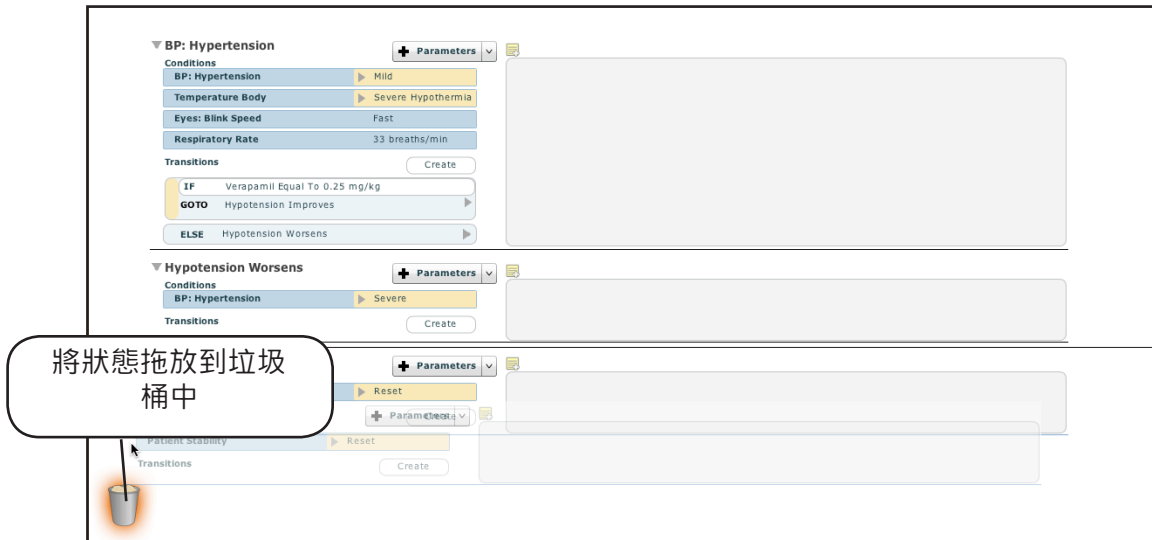 BP: Hypertension
Parameters
Conditions
BP: Hypertension Mild
Temperature Body Severe Hypothermia
Eyes: Blink Speed Fast
Respiratory Rate 33 breaths/min
Transitions Create
IF Verapamil Equal To 0.25 mg/kg
GOTO Hypotension Improves
ELSE Hypotension Worsens
Hypotension Worsens
Parameters
Conditions
BP: Hypertension Severe
Transitions Create
將狀態拖放到垃圾
桶中
Parameters
Reset
Parameters
Create
Patient Stability Reset
Transitions Create